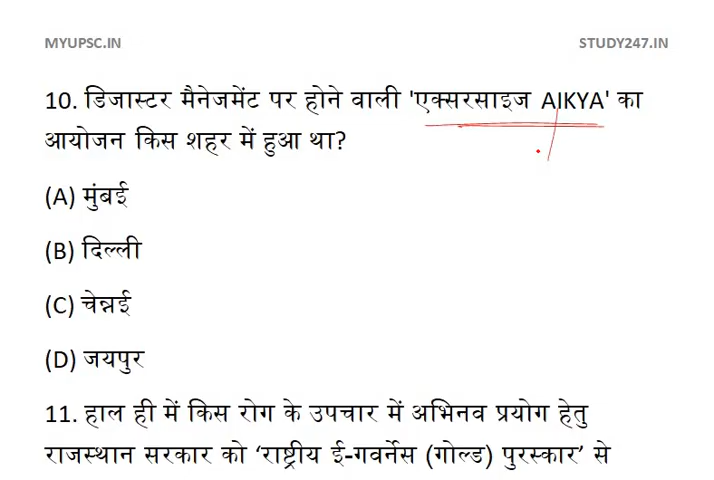 MYUPSC.IN STUDY247.IN
10. डिजास्टर मैनेजमेंट पर होने वाली 'एक्सरसाइज AIKYA' का
आयोजन किस शहर में हुआ था?
(A) मुंबई
(B) दिल्ली
(C) चेन्नई
(D) जयपुर
11. हाल ही में किस रोग के उपचार में अभिनव प्रयोग हेतु
राजस्थान सरकार को ‘राष्ट्रीय ई-गवर्नेस (गोल्ड) पुरस्कार’ से